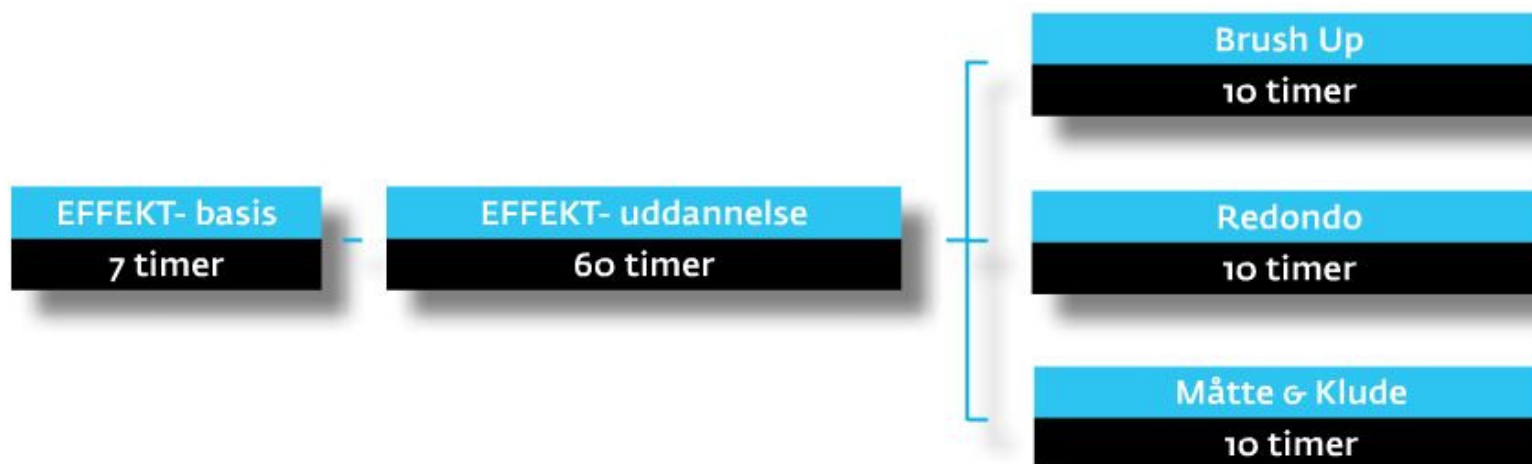 EFFEKT- basis
7 timer
EFFEKT- uddannelse
60 timer
Brush Up
10 timer
Redondo
10 timer
Måtte & Klude
10 timer